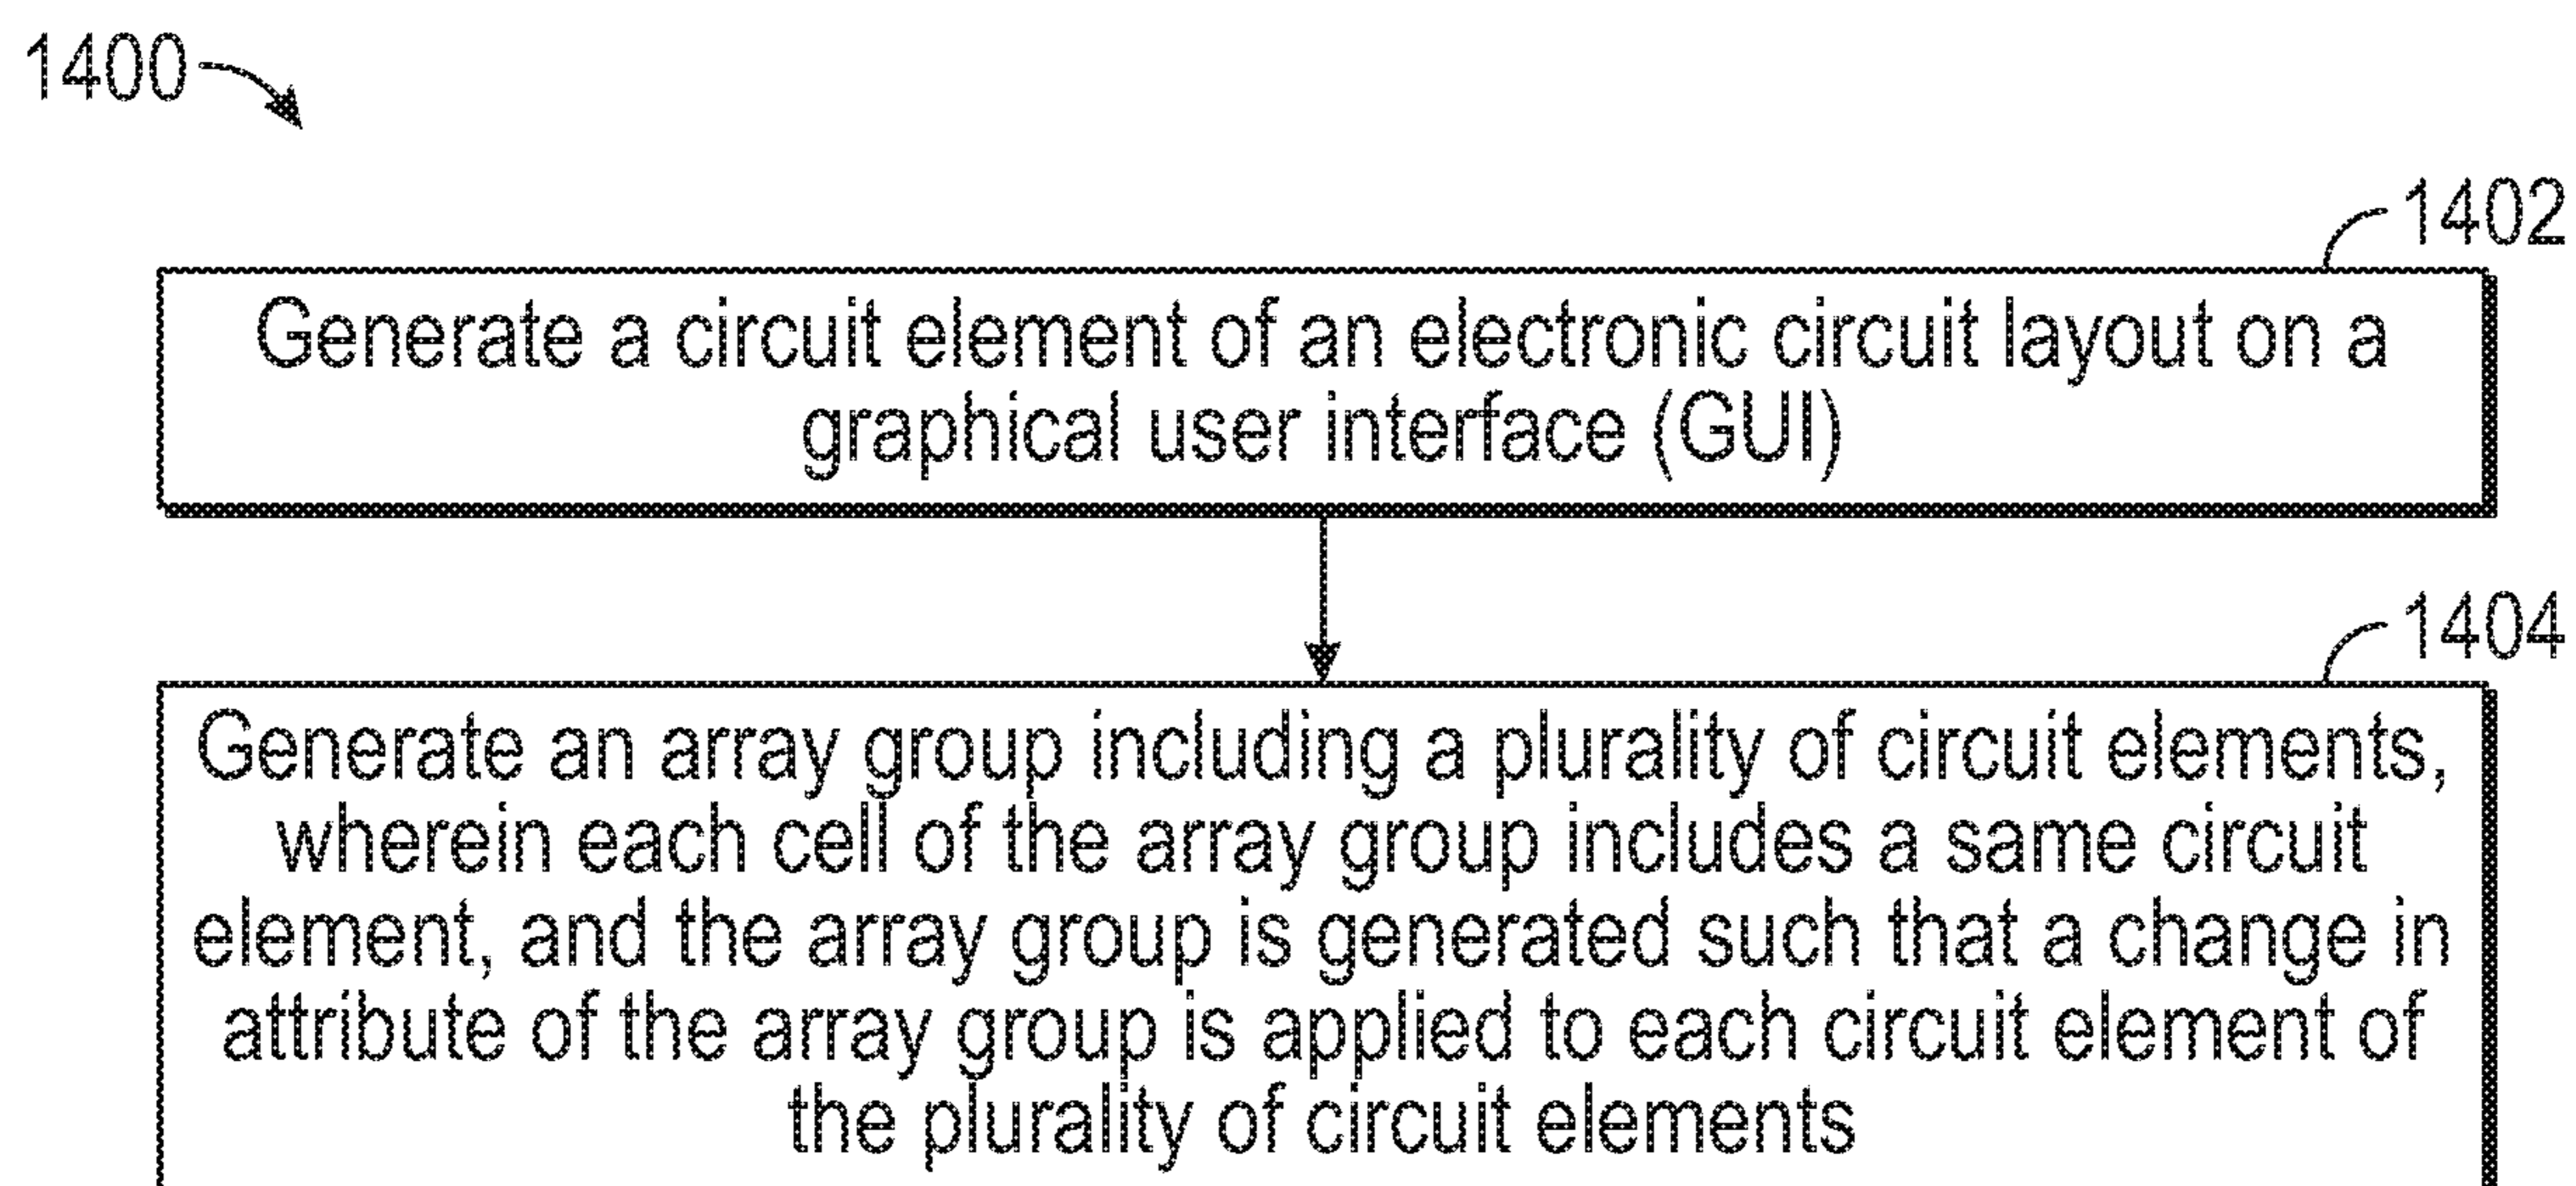 1400
1402
Generate a circuit element of an electronic circuit layout on a
graphical user interface (GUI)
1404
Generate an array group including a plurality of circuit elements,
wherein each cell of the array group includes a same circuit
element, and the array group is generated such that a change in
attribute of the array group is applied to each circuit element of
the plurality of circuit elements